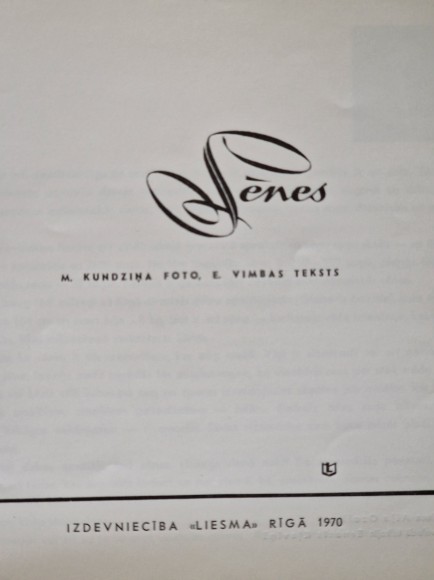 Sēnes
M. KUNDZIŅA FOTO, E. VIMBAS TEKSTS
IZDEVNIECĪBA «LIESMA» RĪGĀ 1970